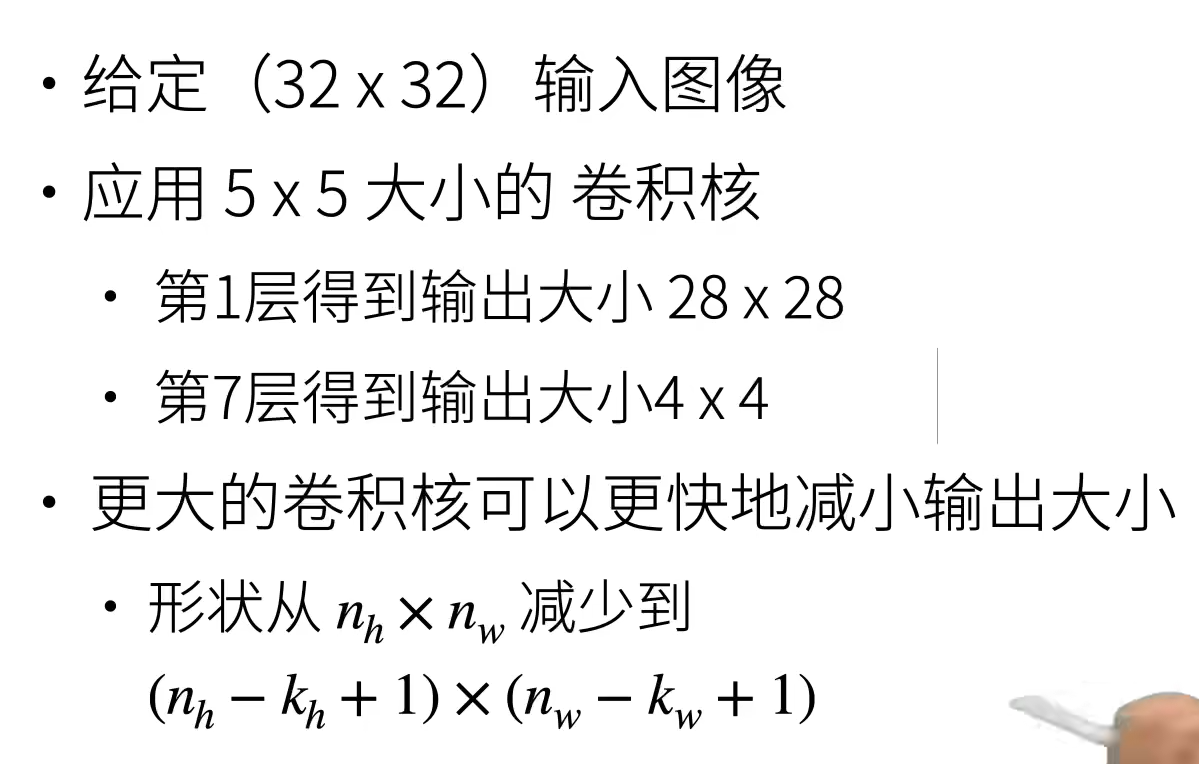 • 给定（32 x 32）输入图像
• 应用 5 x 5 大小的 卷积核
• 第1层得到输出大小 28 x 28
• 第7层得到输出大小4 x 4
• 更大的卷积核可以更快地减小输出大小
• 形状从 nₕ × n_w 减少到
(nₕ − kₕ + 1) × (n_w − k_w + 1)